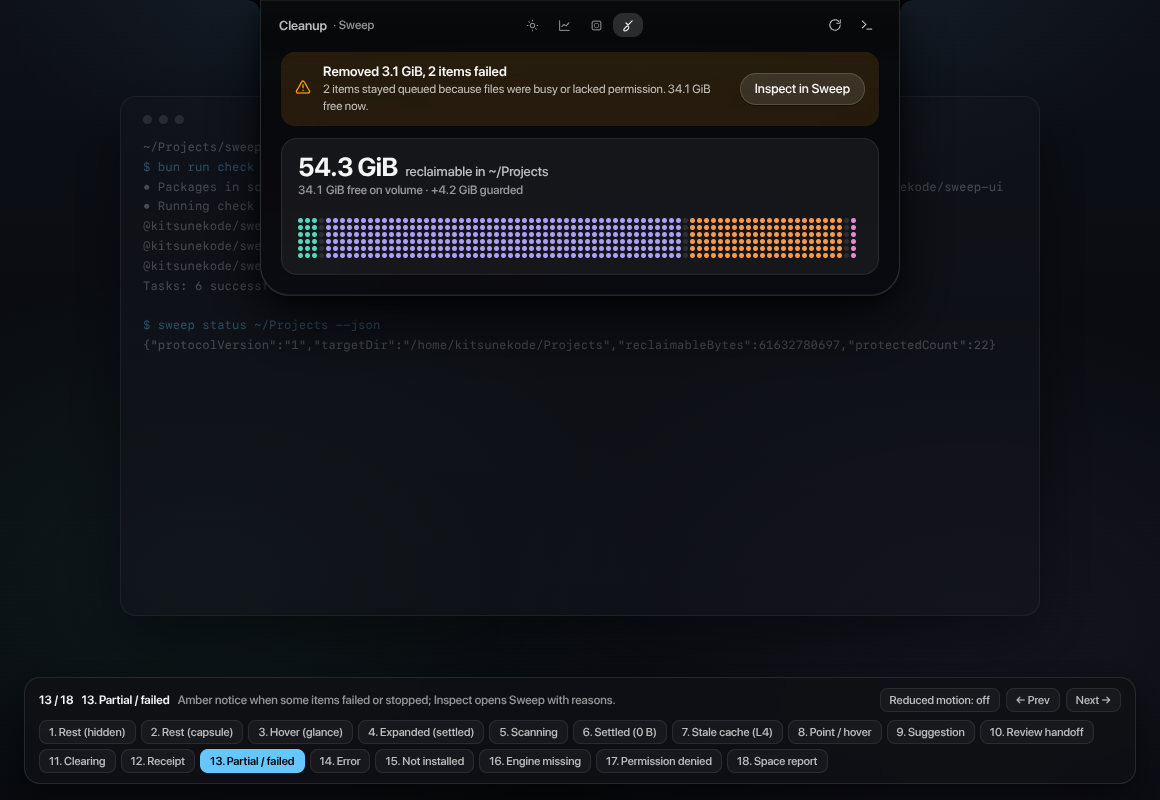 Cleanup · Sweep
Removed 3.1 GiB, 2 items failed
2 items stayed queued because files were busy or lacked permission. 34.1 GiB
free now.
Inspect in Sweep
54.3 GiB reclaimable in ~/Projects
34.1 GiB free on volume · +4.2 GiB guarded
~/Projects/sweep
$ bun run check
• Packages in sc
ekode/sweep-ui
• Running check
@kitsunekode/swe
@kitsunekode/swe
@kitsunekode/swe
Tasks: 6 successf
$ sweep status ~/Projects --json
{"protocolVersion":"1","targetDir":"/home/kitsunekode/Projects","reclaimableBytes":61632780697,"protectedCount":22}
13 / 18 13. Partial / failed Amber notice when some items failed or stopped; Inspect opens Sweep with reasons.
Reduced motion: off ← Prev Next →
1. Rest (hidden) 2. Rest (capsule) 3. Hover (glance) 4. Expanded (settled) 5. Scanning 6. Settled (0 B) 7. Stale cache (L4) 8. Point / hover 9. Suggestion 10. Review handoff
11. Clearing 12. Receipt 13. Partial / failed 14. Error 15. Not installed 16. Engine missing 17. Permission denied 18. Space report